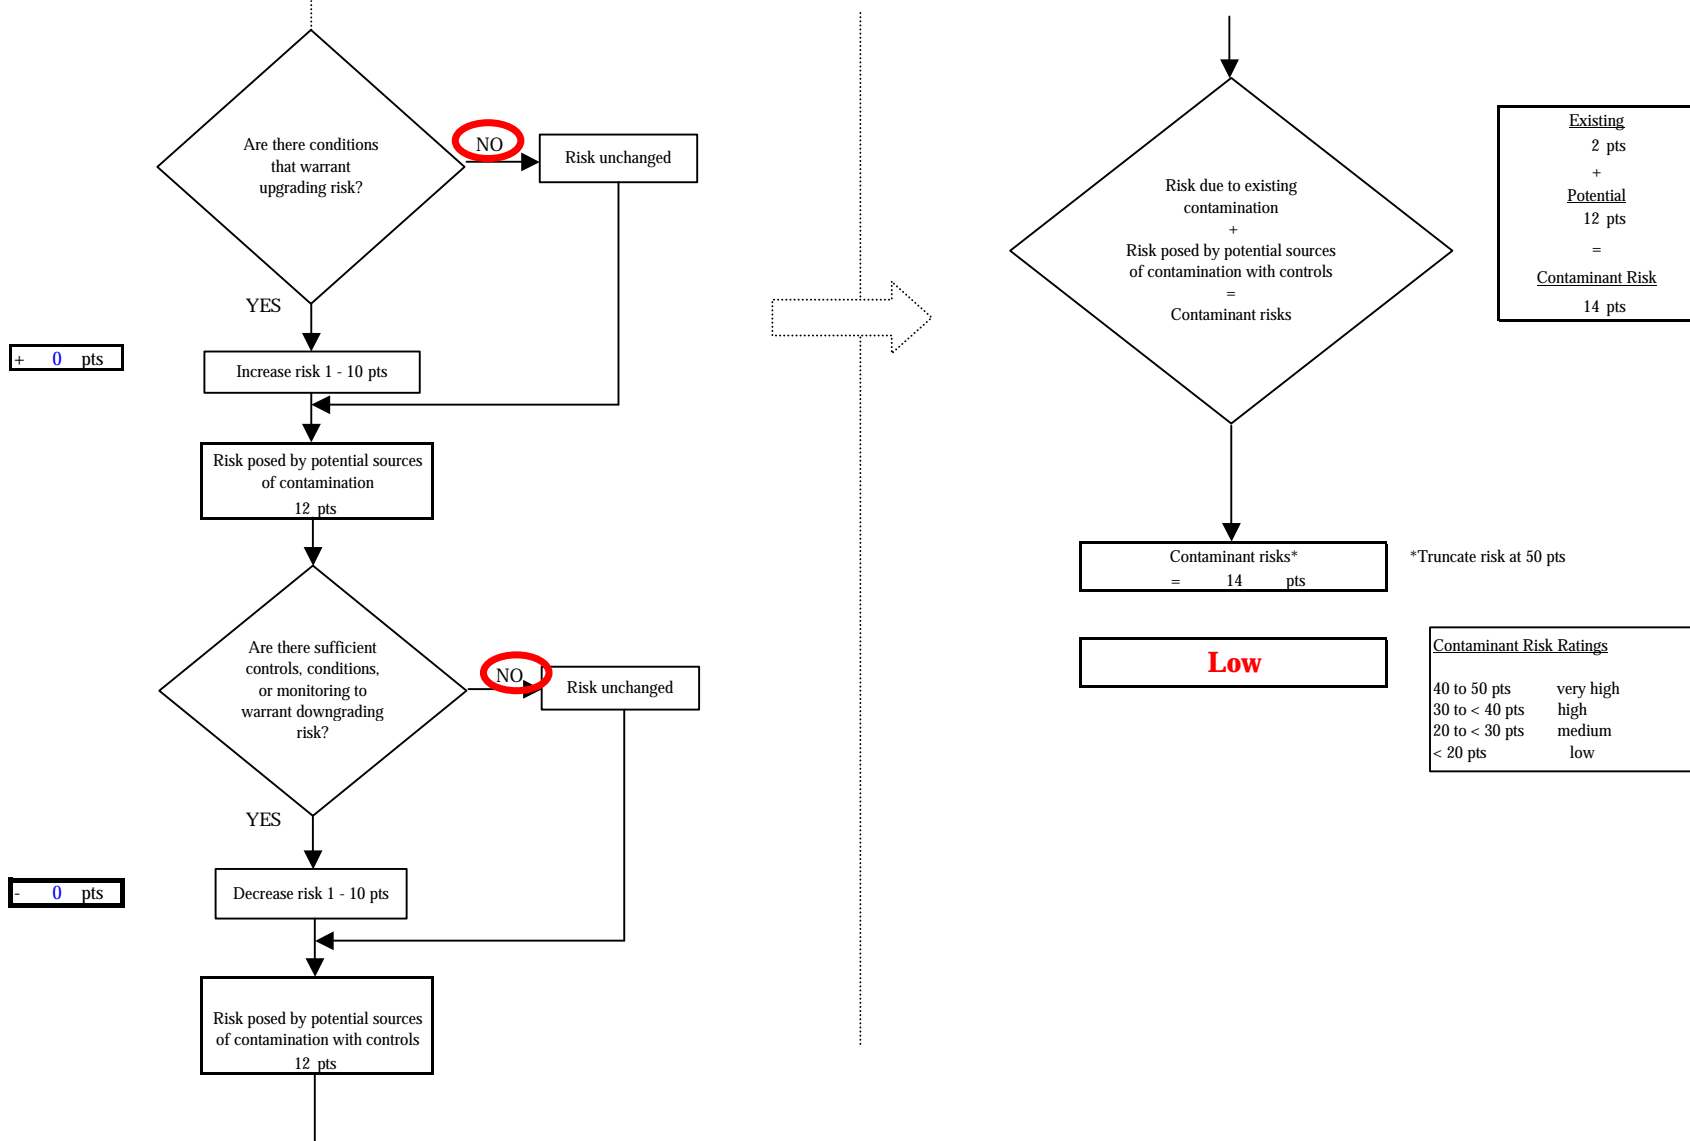 Are there conditions
that warrant
upgrading risk?
NO
Risk unchanged
YES
+ 0 pts
Increase risk 1 - 10 pts
Risk posed by potential sources
of contamination
12 pts
Are there sufficient
controls, conditions,
or monitoring to
warrant downgrading
risk?
NO
Risk unchanged
YES
- 0 pts
Decrease risk 1 - 10 pts
Risk posed by potential sources
of contamination with controls
12 pts
Risk due to existing
contamination
+
Risk posed by potential sources
of contamination with controls
=
Contaminant risks
Existing
2 pts
+
Potential
12 pts
=
Contaminant Risk
14 pts
Contaminant risks*
= 14 pts
*Truncate risk at 50 pts
Low
Contaminant Risk Ratings
40 to 50 pts very high
30 to < 40 pts high
20 to < 30 pts medium
< 20 pts low